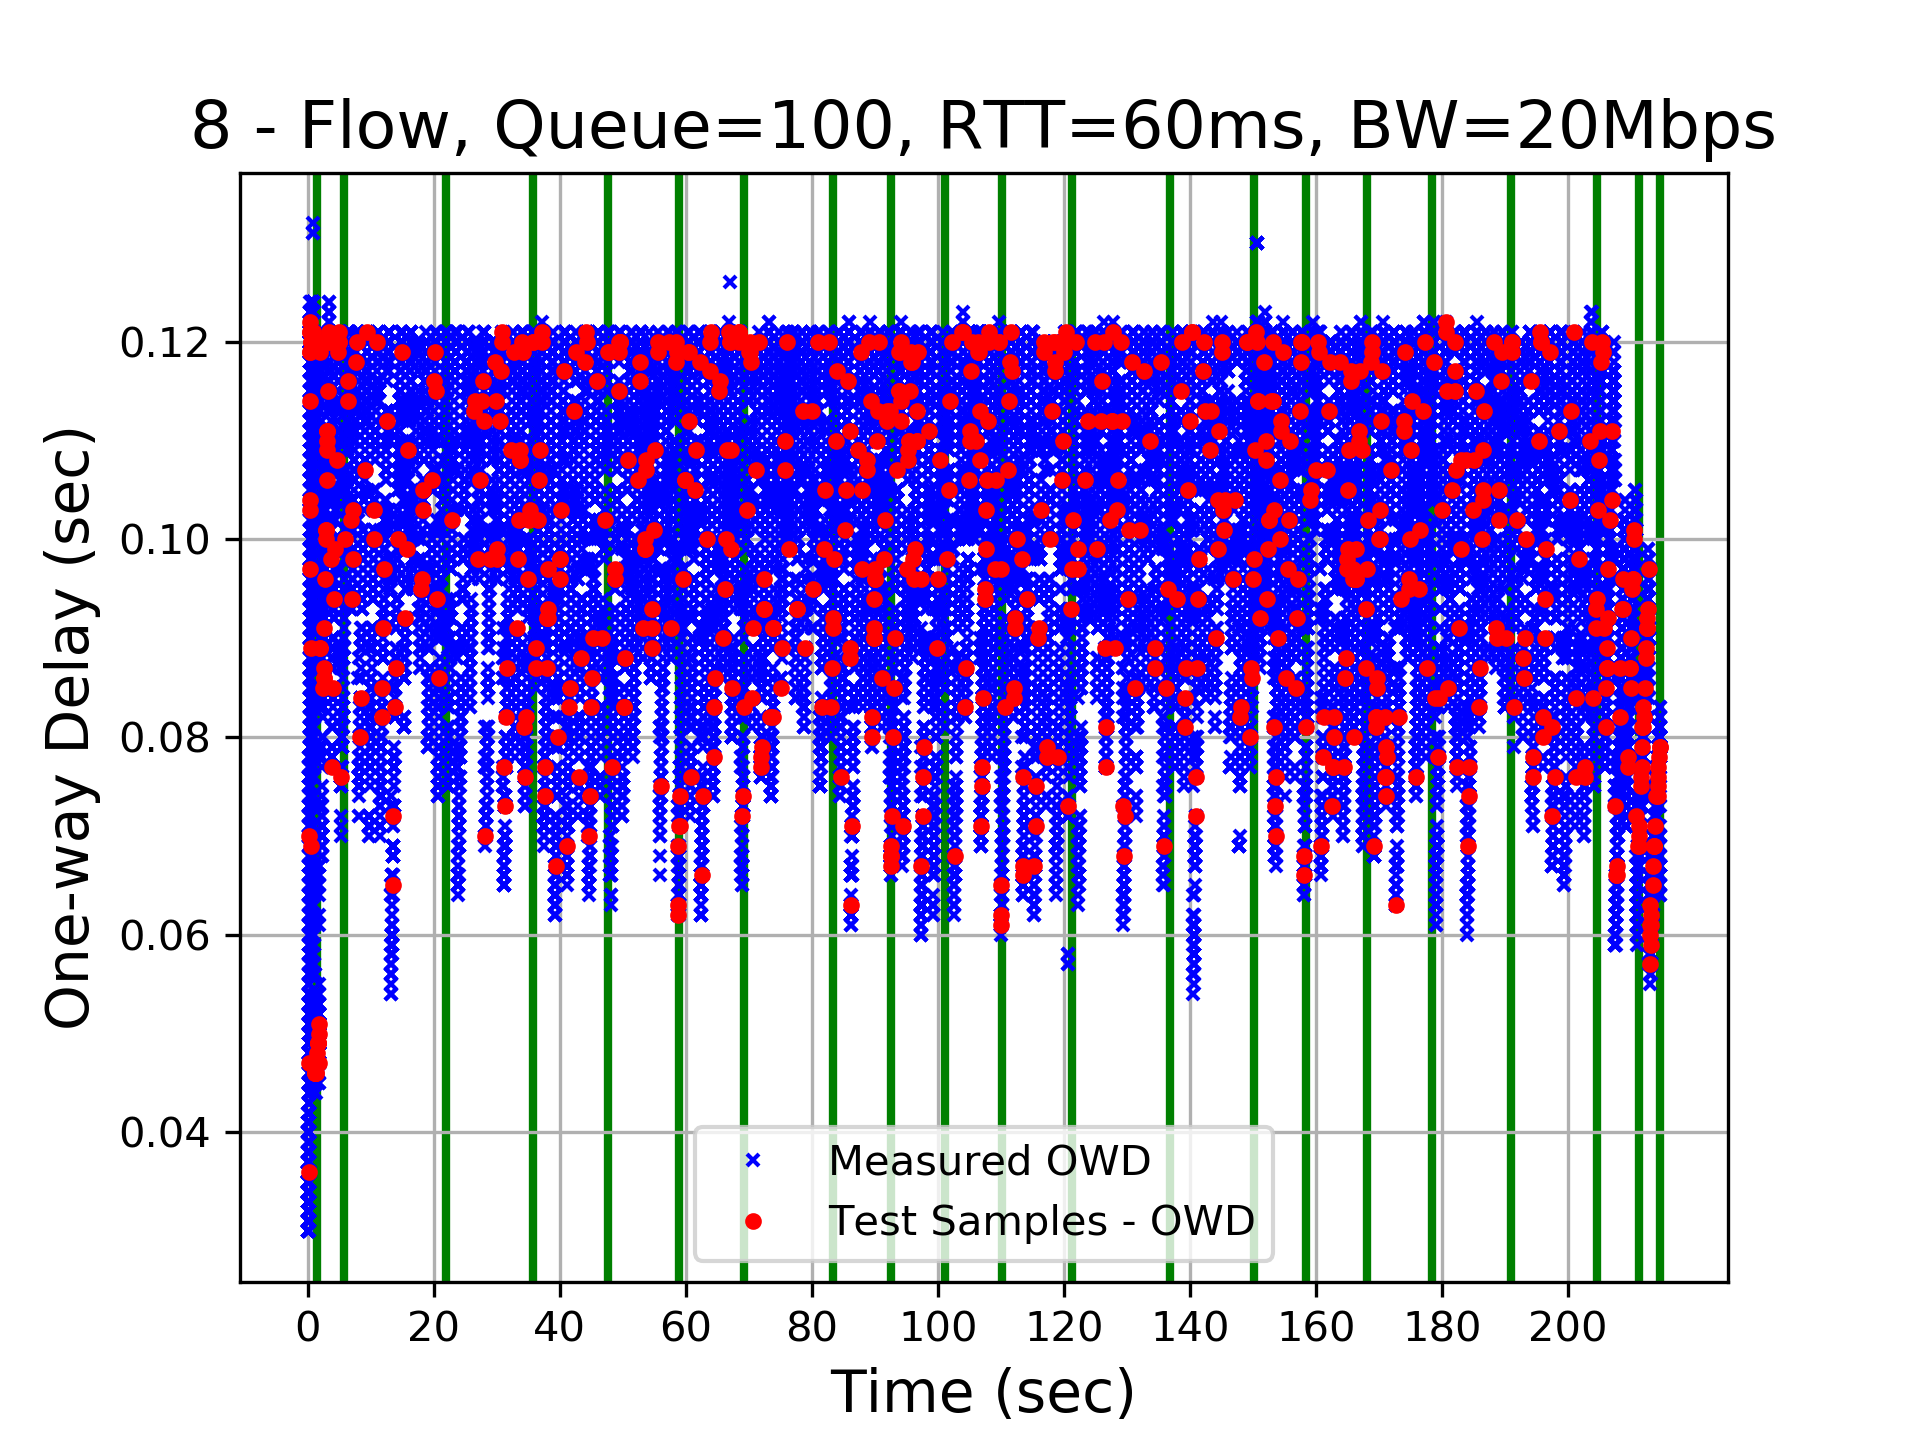 8 - Flow, Queue=100, RTT=60ms, BW=20Mbps
One-way Delay (sec)
0.12
0.10
0.08
0.06
0.04
Measured OWD
Test Samples - OWD
0 20 40 60 80 100 120 140 160 180 200
Time (sec)